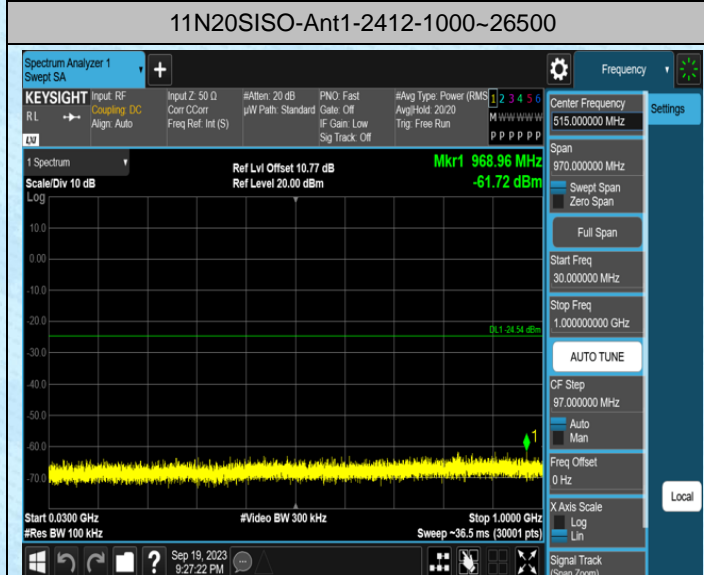 11N20SISO-Ant1-2412-1000~26500
Spectrum Analyzer 1
Swept SA
Frequency
KEYSIGHT
RL
LXI
Input: RF
Coupling: DC
Align: Auto
Input Z: 50 Ω
Corr CCorr
Freq Ref: Int (S)
#Atten: 20 dB
µW Path: Standard
PNO: Fast
Gate: Off
IF Gain: Low
Sig Track: Off
#Avg Type: Power (RMS
Avg|Hold: 20/20
Trig: Free Run
1 2 3 4 5 6
M W W W W W
P P P P P P
1 Spectrum
Scale/Div 10 dB
Log
Ref Lvl Offset 10.77 dB
Ref Level 20.00 dBm
Mkr1 968.96 MHz
-61.72 dBm
10.0
0.00
-10.0
-20.0
DL1 -24.54 dBm
-30.0
-40.0
-50.0
-60.0
1
-70.0
Start 0.0300 GHz
#Res BW 100 kHz
#Video BW 300 kHz
Stop 1.0000 GHz
Sweep ~36.5 ms (30001 pts)
Center Frequency
515.000000 MHz
Span
970.000000 MHz
Swept Span
Zero Span
Full Span
Start Freq
30.000000 MHz
Stop Freq
1.000000000 GHz
AUTO TUNE
CF Step
97.000000 MHz
Auto
Man
Freq Offset
0 Hz
X Axis Scale
Log
Lin
Signal Track
(Span Zoom)
Settings
Local
?
Sep 19, 2023
9:27:22 PM